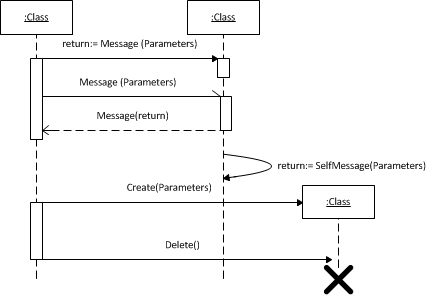 :Class
:Class
return:= Message (Parameters)
Message (Parameters)
Message(return)
return:= SelfMessage(Parameters)
Create(Parameters)
:Class
Delete()